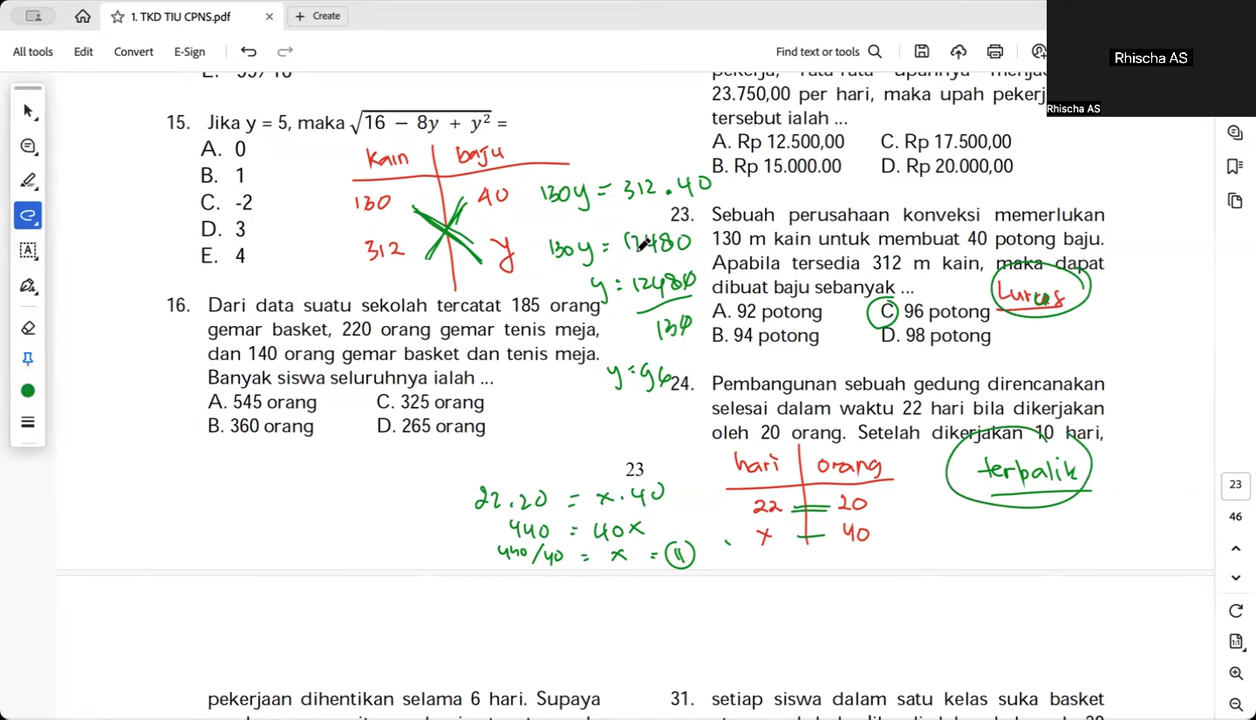 1. TKD TIU CPNS.pdf
Create
All tools Edit Convert E-Sign
Find text or tools
Rhischa AS
Rhischa AS
15. Jika y = 5, maka √16 − 8y + y² =
A. 0
B. 1
C. -2
D. 3
E. 4
kain baju
130 40
312 y
130y = 312 . 40
130y = 12480
y = 12480
130
y = 96
16. Dari data suatu sekolah tercatat 185 orang
gemar basket, 220 orang gemar tenis meja,
dan 140 orang gemar basket dan tenis meja.
Banyak siswa seluruhnya ialah ...
A. 545 orang C. 325 orang
B. 360 orang D. 265 orang
23
22.20 = x.40
440 = 40x
440/40 = x = 11
23.750,00 per hari, maka upah pekerj
tersebut ialah ...
A. Rp 12.500,00 C. Rp 17.500,00
B. Rp 15.000.00 D. Rp 20.000,00
23. Sebuah perusahaan konveksi memerlukan
130 m kain untuk membuat 40 potong baju.
Apabila tersedia 312 m kain, maka dapat
dibuat baju sebanyak ...
A. 92 potong C 96 potong
B. 94 potong D. 98 potong
24. Pembangunan sebuah gedung direncanakan
selesai dalam waktu 22 hari bila dikerjakan
oleh 20 orang. Setelah dikerjakan 10 hari,
terbalik
hari orang
22 20
x 40
23
46
pekerjaan dihentikan selama 6 hari. Supaya
31. setiap siswa dalam satu kelas suka basket